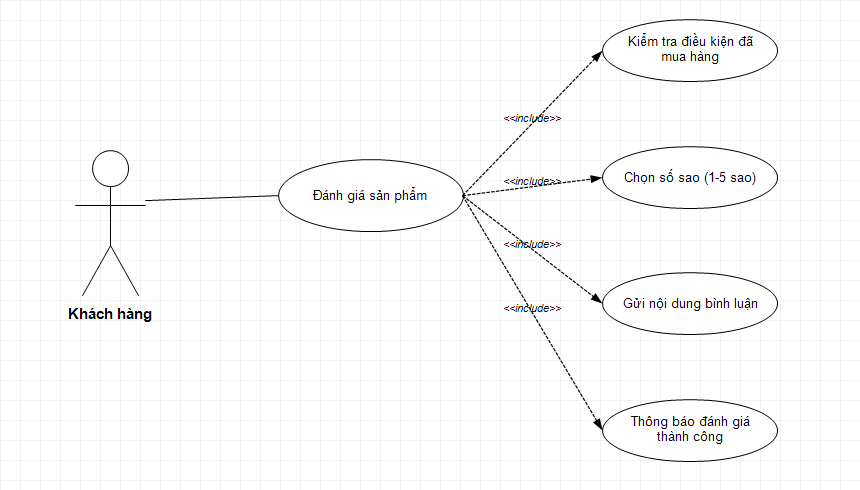 Kiểm tra điều kiện đã
mua hàng
<<include>>
<<include>>
Chọn số sao (1-5 sao)
Đánh giá sản phẩm
<<include>>
Gửi nội dung bình luận
<<include>>
Khách hàng
Thông báo đánh giá
thành công